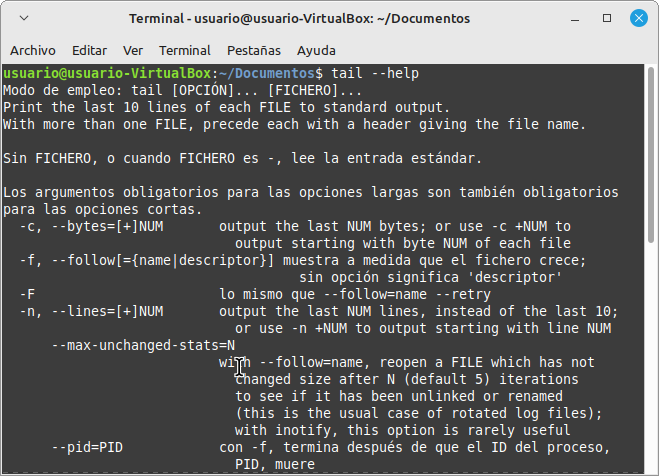 Terminal - usuario@usuario-VirtualBox: ~/Documentos
Archivo Editar Ver Terminal Pestañas Ayuda
usuario@usuario-VirtualBox:~/Documentos$ tail --help
Modo de empleo: tail [OPCIÓN]... [FICHERO]...
Print the last 10 lines of each FILE to standard output.
With more than one FILE, precede each with a header giving the file name.
Sin FICHERO, o cuando FICHERO es -, lee la entrada estándar.
Los argumentos obligatorios para las opciones largas son también obligatorios
para las opciones cortas.
-c, --bytes=[+]NUM output the last NUM bytes; or use -c +NUM to
output starting with byte NUM of each file
-f, --follow[={name|descriptor}] muestra a medida que el fichero crece;
sin opción significa 'descriptor'
-F lo mismo que --follow=name --retry
-n, --lines=[+]NUM output the last NUM lines, instead of the last 10;
or use -n +NUM to output starting with line NUM
--max-unchanged-stats=N
with --follow=name, reopen a FILE which has not
changed size after N (default 5) iterations
to see if it has been unlinked or renamed
(this is the usual case of rotated log files);
with inotify, this option is rarely useful
--pid=PID con -f, termina después de que el ID del proceso,
PID, muere